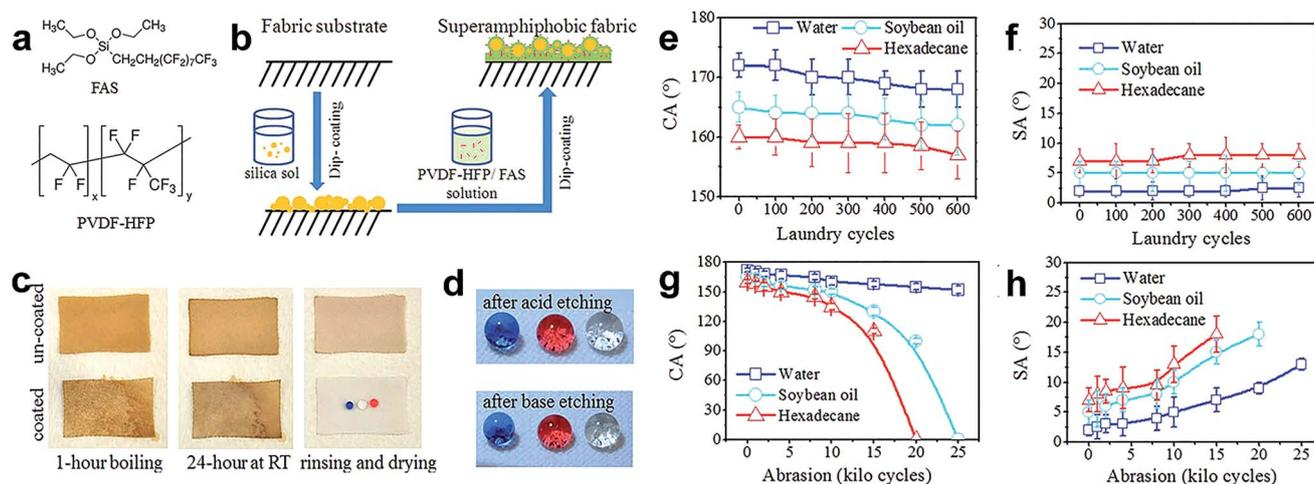 a
H₃C
O
O
CH₃
Si
H₃C
O
CH₂CH₂(CF₂)₇CF₃
FAS
F F
F
F F
F CF₃
x
y
PVDF-HFP
b
Fabric substrate
Superamphiphobic fabric
silica sol
Dip-coating
PVDF-HFP/ FAS
solution
Dip-coating
c
un-coated
coated
1-hour boiling
24-hour at RT
rinsing and drying
d
after acid etching
after base etching
e
Water
Soybean oil
Hexadecane
CA (°)
180
170
160
150
0 100 200 300 400 500 600
Laundry cycles
f
Water
Soybean oil
Hexadecane
SA (°)
30
25
20
15
10
5
0
0 100 200 300 400 500 600
Laundry cycles
g
Water
Soybean oil
Hexadecane
CA (°)
180
150
120
90
60
30
0
0 5 10 15 20 25
Abrasion (kilo cycles)
h
Water
Soybean oil
Hexadecane
SA (°)
30
25
20
15
10
5
0
0 5 10 15 20 25
Abrasion (kilo cycles)